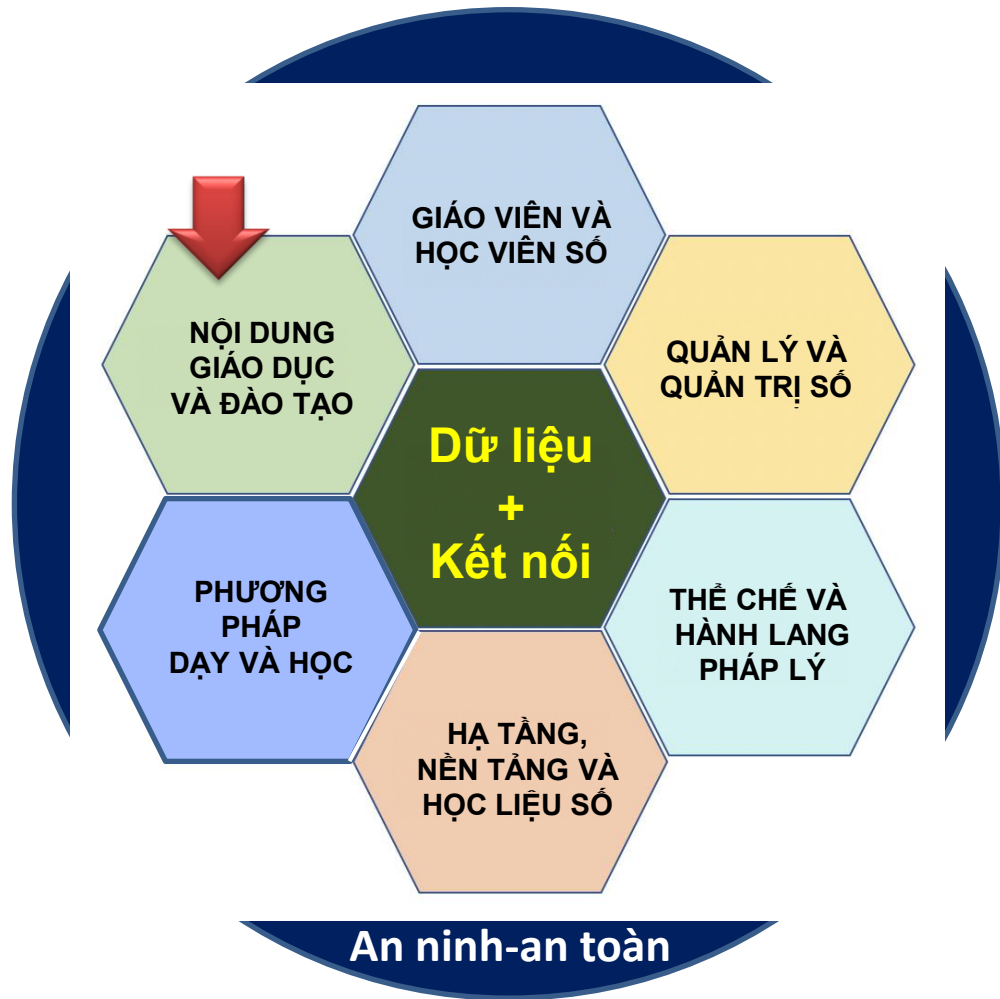 GIÁO VIÊN VÀ
HỌC VIÊN SỐ
NỘI DUNG
GIÁO DỤC
VÀ ĐÀO TẠO
QUẢN LÝ VÀ
QUẢN TRỊ SỐ
Dữ liệu
+
Kết nối
PHƯƠNG
PHÁP
DẠY VÀ HỌC
THỂ CHẾ VÀ
HÀNH LANG
PHÁP LÝ
HẠ TẦNG,
NỀN TẢNG VÀ
HỌC LIỆU SỐ
An ninh-an toàn